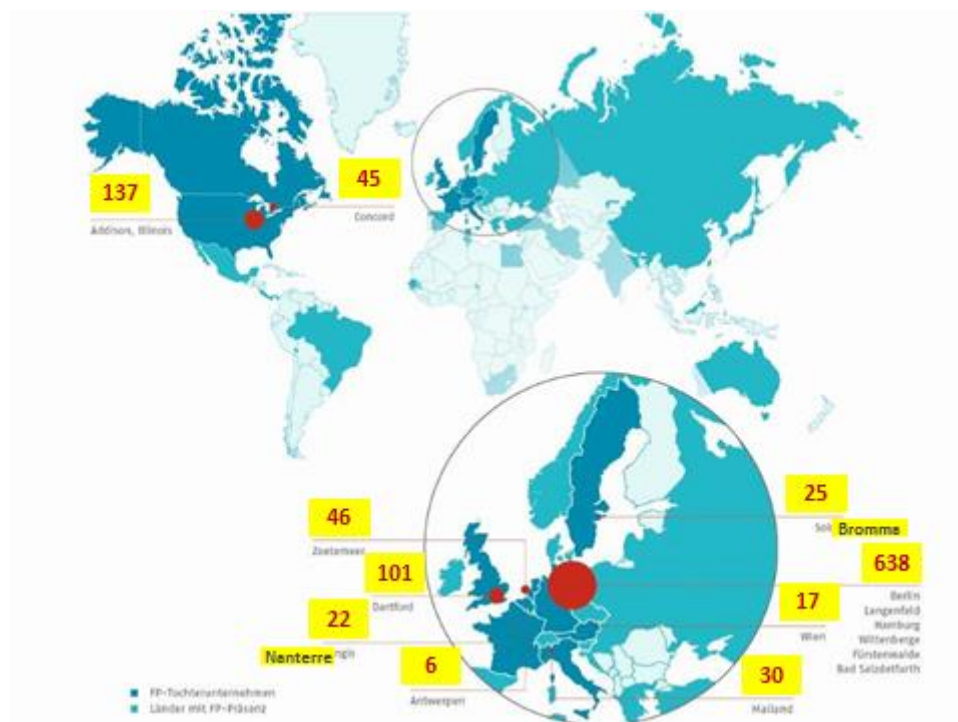 137
Addison, Illinois
45
Concord
46
Zoetermeer
101
Dartford
22
Nanterre
6
Antwerpen
25
Bromma
638
Berlin
Langenfeld
Hamburg
Wittenberge
Fürstenwalde
Bad Salzdetfurth
17
Wien
30
Mailand
FP-Tochterunternehmen
Länder mit FP-Präsenz